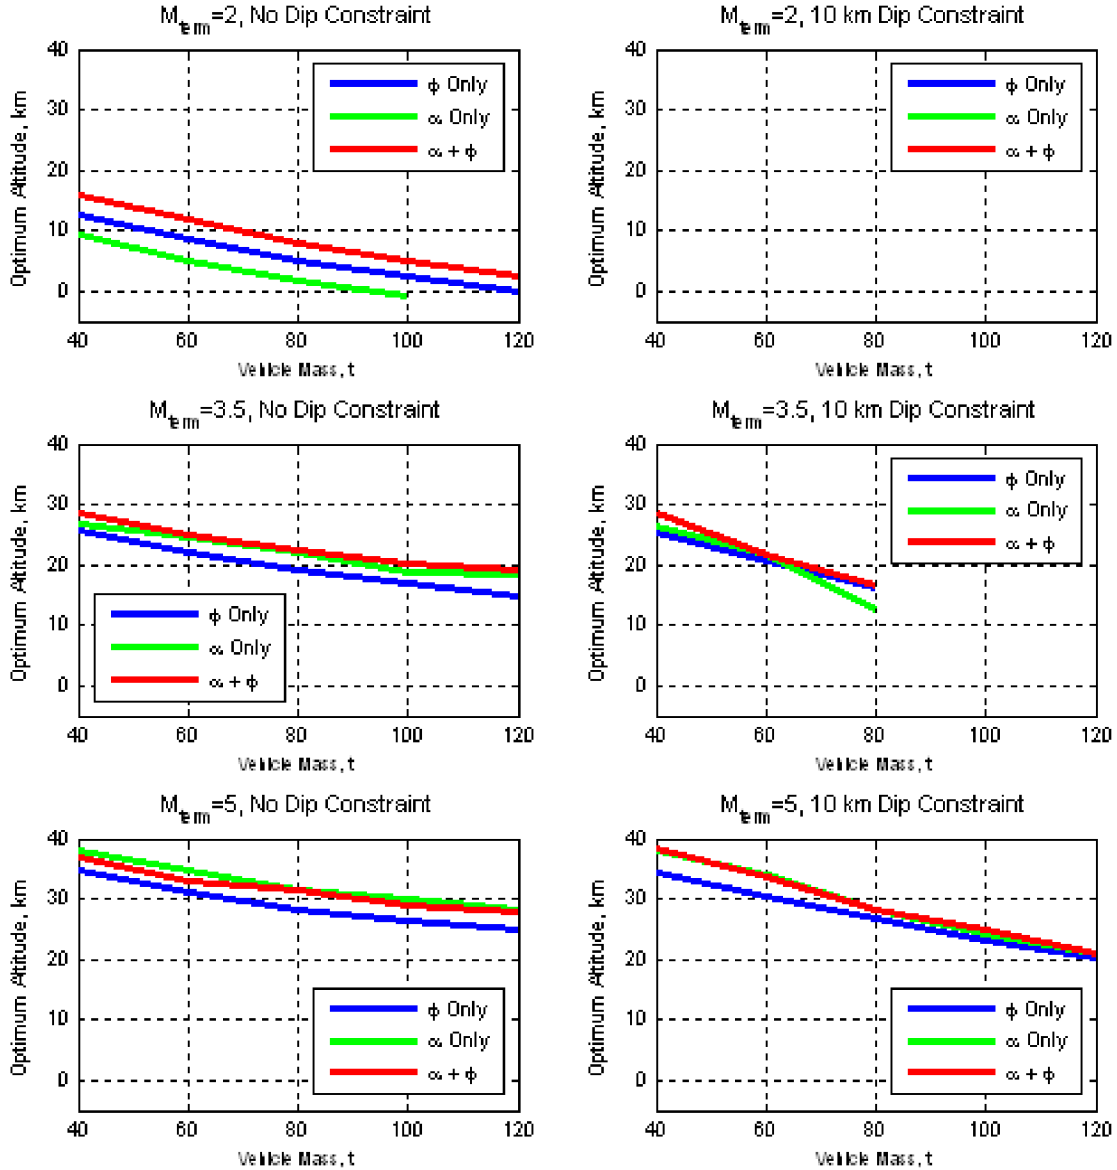 M_term=2, No Dip Constraint
40
30
20
10
0
Optimum Altitude, km
ϕ Only
α Only
α + ϕ
40 60 80 100 120
Vehicle Mass, t
M_term=2, 10 km Dip Constraint
40
30
20
10
0
Optimum Altitude, km
ϕ Only
α Only
α + ϕ
40 60 80 100 120
Vehicle Mass, t
M_term=3.5, No Dip Constraint
40
30
20
10
0
Optimum Altitude, km
ϕ Only
α Only
α + ϕ
40 60 80 100 120
Vehicle Mass, t
M_term=3.5, 10 km Dip Constraint
40
30
20
10
0
Optimum Altitude, km
ϕ Only
α Only
α + ϕ
40 60 80 100 120
Vehicle Mass, t
M_term=5, No Dip Constraint
40
30
20
10
0
Optimum Altitude, km
ϕ Only
α Only
α + ϕ
40 60 80 100 120
Vehicle Mass, t
M_term=5, 10 km Dip Constraint
40
30
20
10
0
Optimum Altitude, km
ϕ Only
α Only
α + ϕ
40 60 80 100 120
Vehicle Mass, t